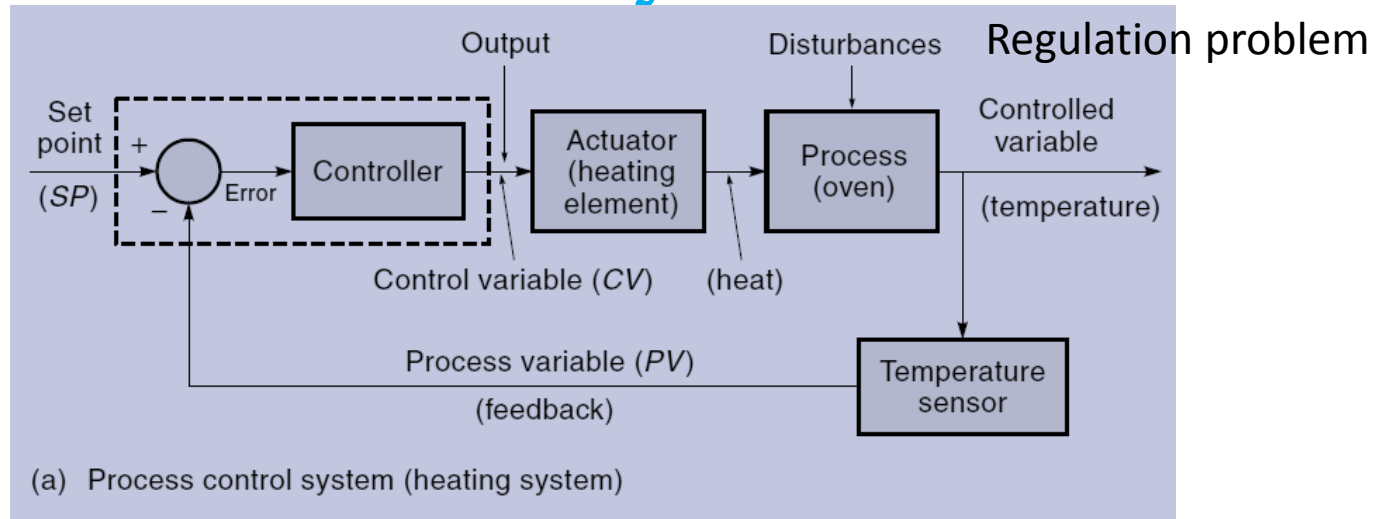 Regulation problem
Output
Disturbances
Set
point
+
(SP)
−
Error
Controller
Actuator
(heating
element)
Process
(oven)
Controlled
variable
(temperature)
Control variable (CV)
(heat)
Process variable (PV)
(feedback)
Temperature
sensor
(a) Process control system (heating system)